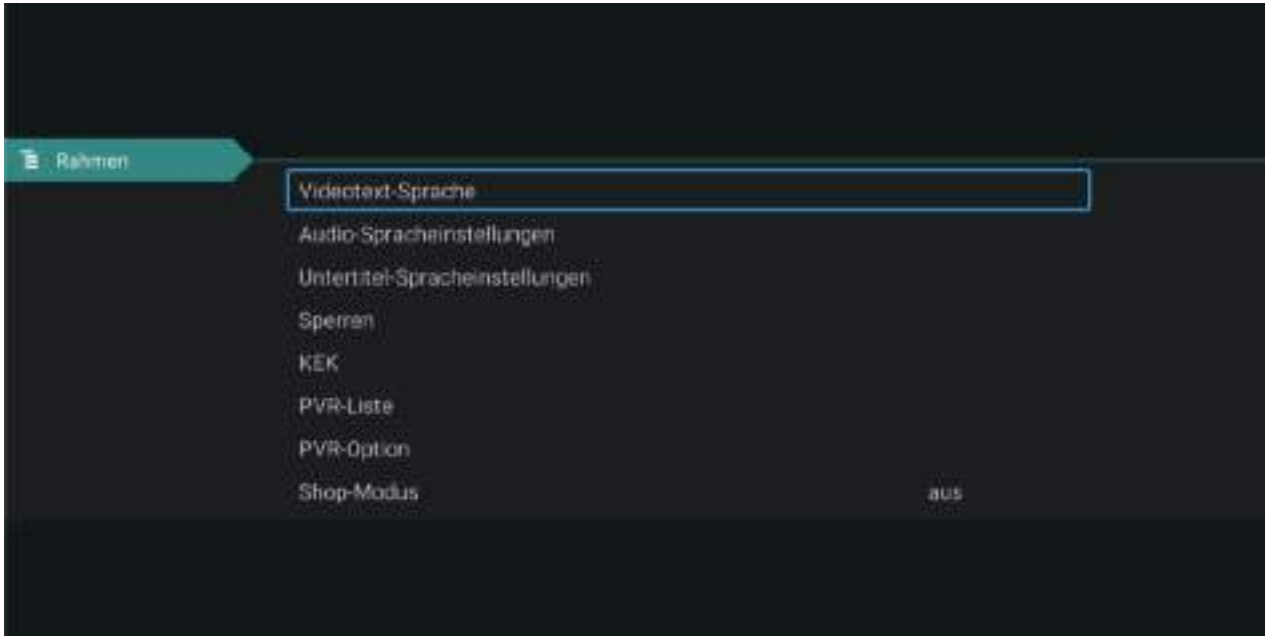 Rahmen
Videotext-Sprache
Audio-Spracheinstellungen
Untertitel-Spracheinstellungen
Sperren
KEK
PVR-Liste
PVR-Option
Shop-Modus aus